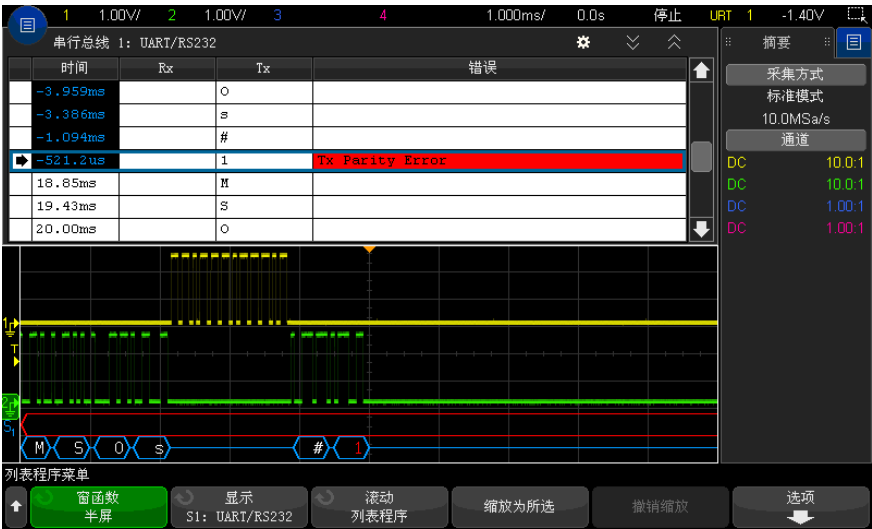 1 1.00V/ 2 1.00V/ 3 4 1.000ms/ 0.0s 停止 URT 1 -1.40V
串行总线 1: UART/RS232
摘要
时间 Rx Tx 错误
-3.959ms O
-3.386ms s
-1.094ms #
-521.2us 1 Tx Parity Error
18.85ms M
19.43ms S
20.00ms O
采集方式
标准模式
10.0MSa/s
通道
DC 10.0:1
DC 10.0:1
DC 1.00:1
DC 1.00:1
1
T
2
S1
M S O s # 1
列表程序菜单
窗函数
半屏
显示
S1: UART/RS232
滚动
列表程序
缩放为所选
撤销缩放
选项